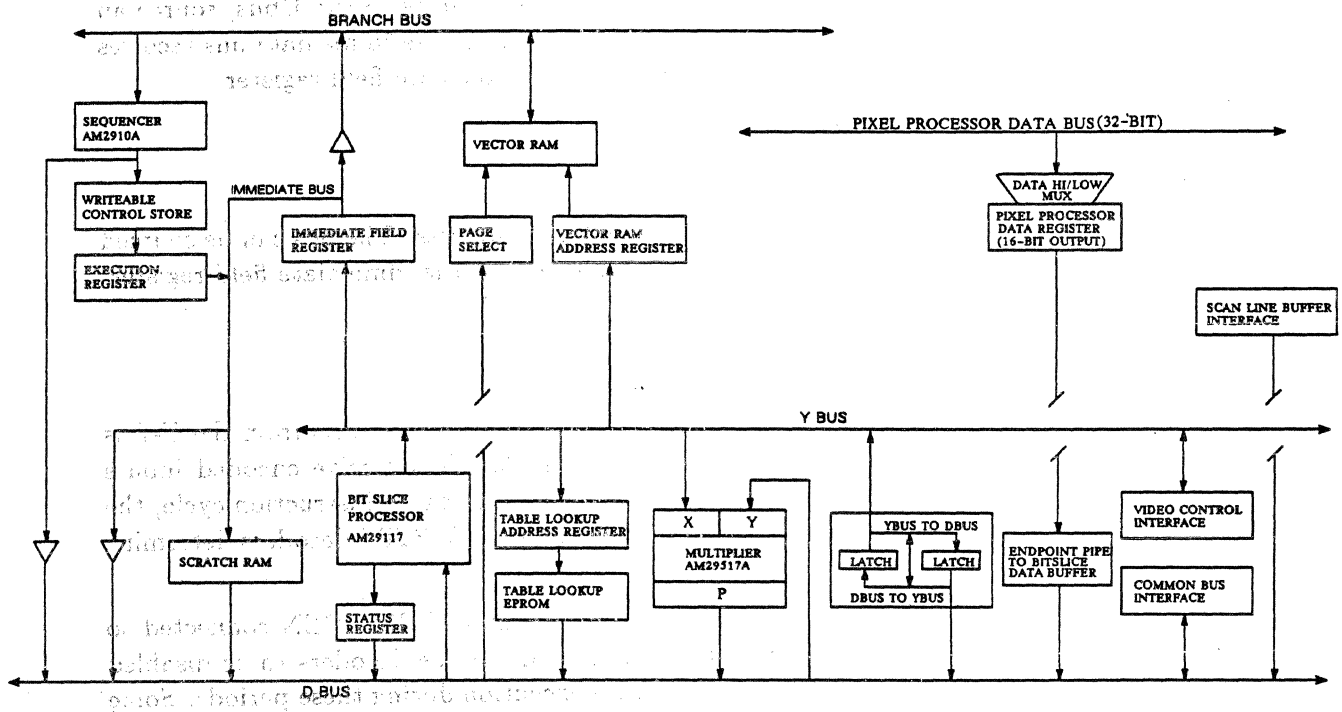 BRANCH BUS
SEQUENCER
AM2910A
VECTOR RAM
PIXEL PROCESSOR DATA BUS (32-BIT)
DATA HI/LOW
MUX
WRITEABLE
CONTROL STORE
IMMEDIATE BUS
IMMEDIATE FIELD
REGISTER
PAGE
SELECT
VECTOR RAM
ADDRESS REGISTER
PIXEL PROCESSOR
DATA REGISTER
(16-BIT OUTPUT)
EXECUTION
REGISTER
SCAN LINE BUFFER
INTERFACE
Y BUS
BIT SLICE
PROCESSOR
AM29117
TABLE LOOKUP
ADDRESS REGISTER
X
Y
MULTIPLIER
AM29517A
P
YBUS TO DBUS
LATCH
LATCH
DBUS TO YBUS
ENDPOINT PIPE
TO BITSLICE
DATA BUFFER
VIDEO CONTROL
INTERFACE
SCRATCH RAM
TABLE LOOKUP
EPROM
COMMON BUS
INTERFACE
STATUS
REGISTER
D BUS